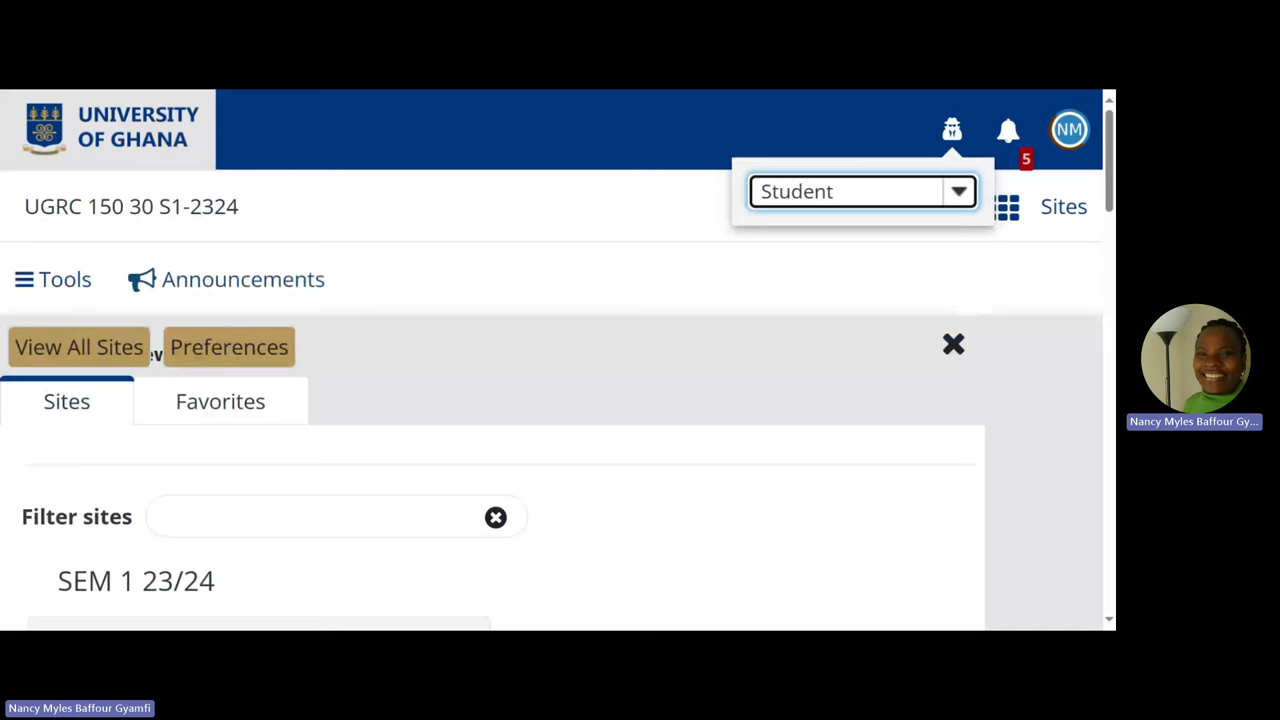 UNIVERSITY
OF GHANA
NM
5
Student
UGRC 150 30 S1-2324
Sites
Tools
Announcements
View All Sites
Preferences
Sites
Favorites
Filter sites
SEM 1 23/24
Nancy Myles Baffour Gy...
Nancy Myles Baffour Gyamfi